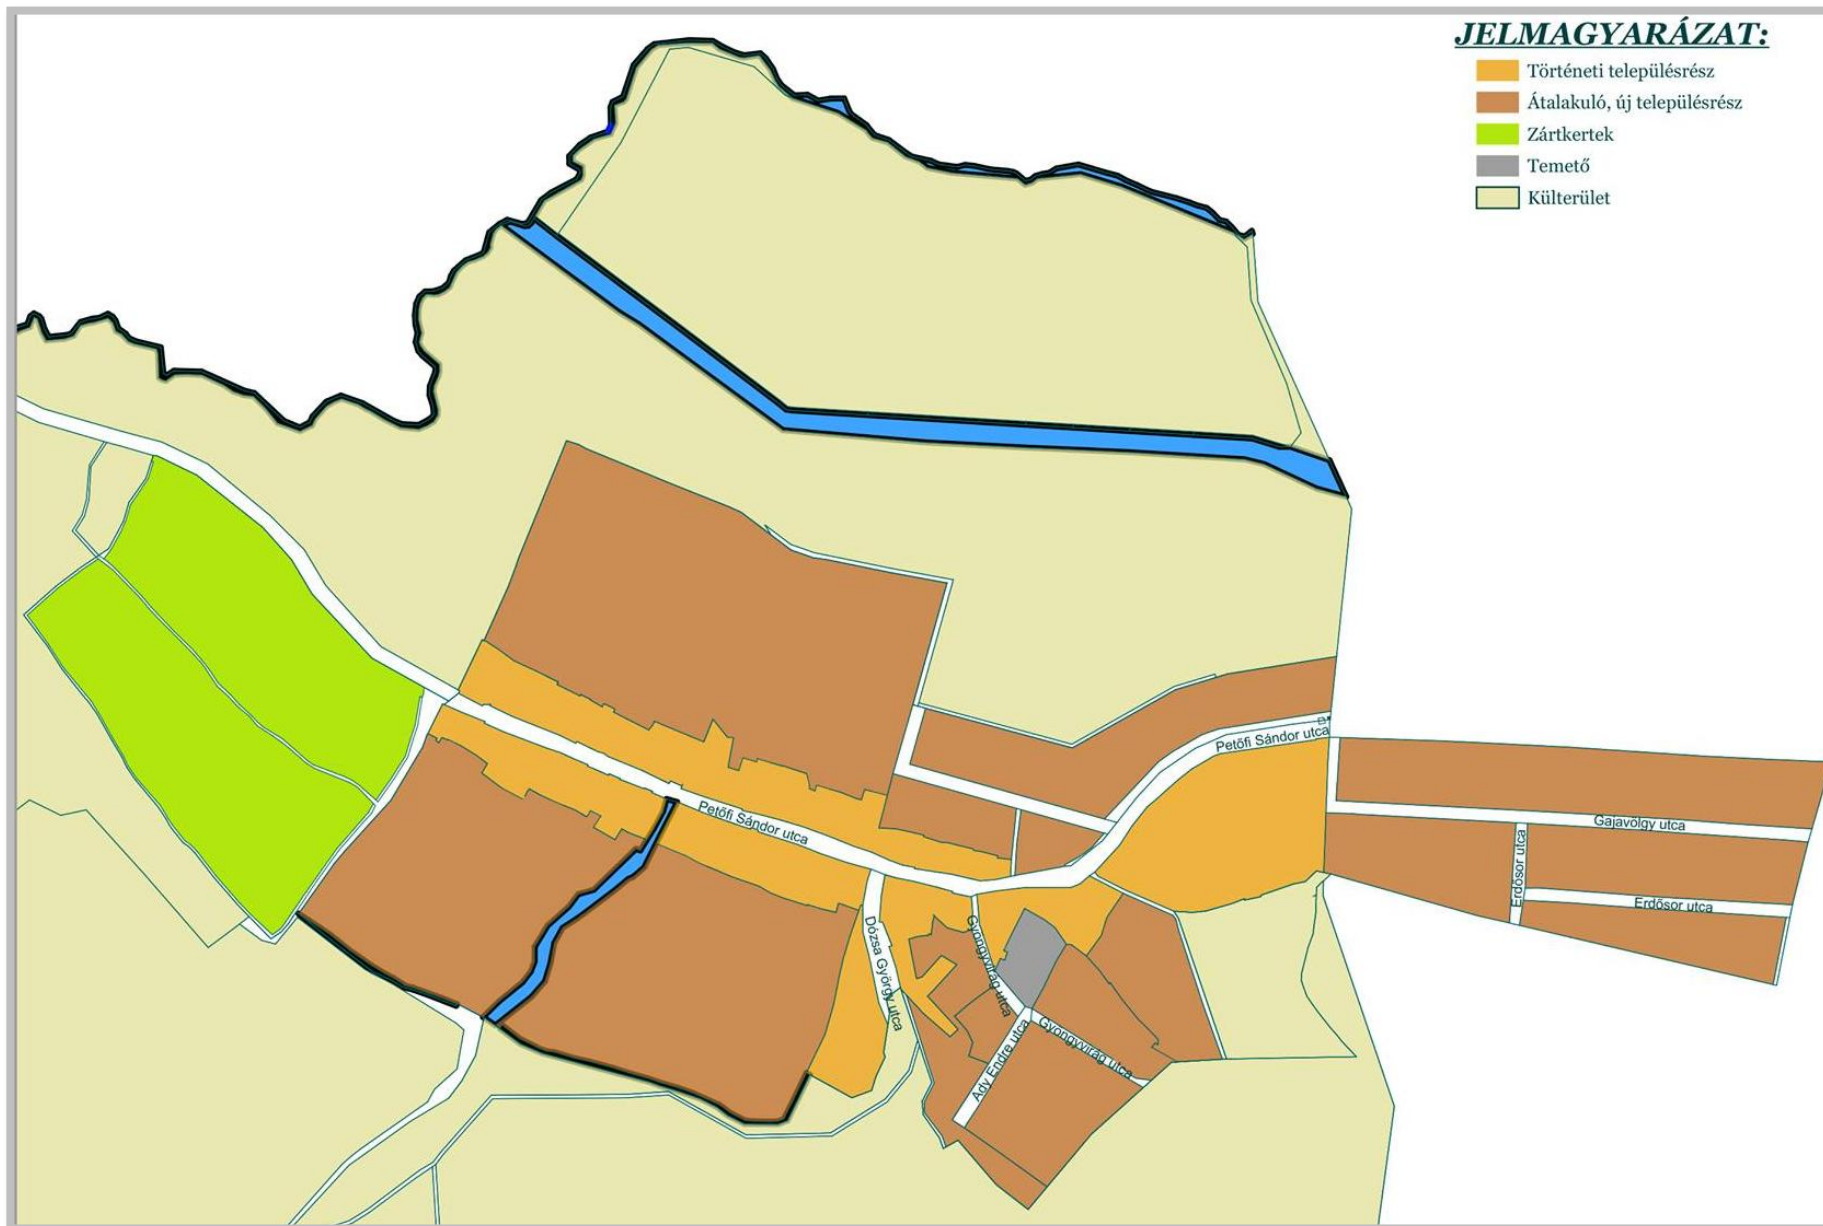 JELMAGYARÁZAT:
Történeti településrész
Átalakuló, új településrész
Zártkertek
Temető
Külterület
Petőfi Sándor utca
Petőfi Sándor utca
Gajavölgy utca
Erdősor utca
Erdősor utca
Dózsa György utca
Gyöngyvirág utca
Gyöngyvirág utca
Ady Endre utca